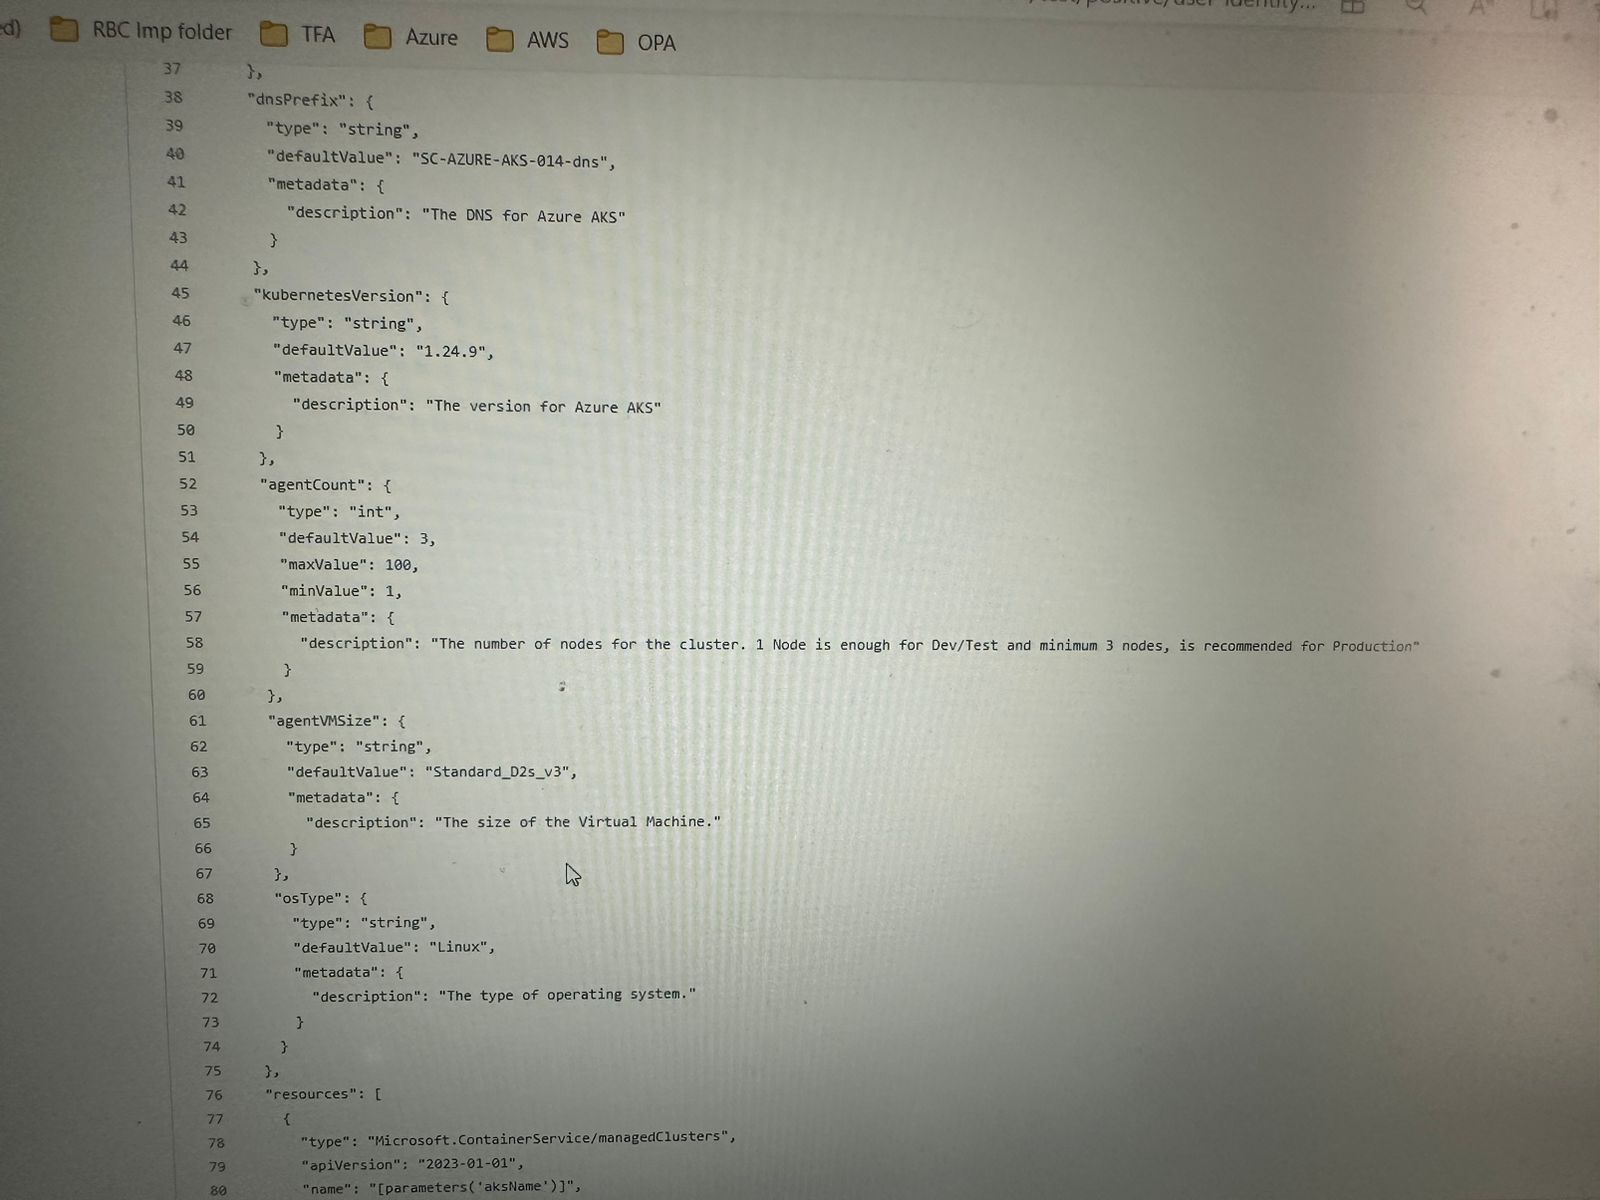 RBC Imp folder TFA Azure AWS OPA
37 },
38 "dnsPrefix": {
39 "type": "string",
40 "defaultValue": "SC-AZURE-AKS-014-dns",
41 "metadata": {
42 "description": "The DNS for Azure AKS"
43 }
44 },
45 "kubernetesVersion": {
46 "type": "string",
47 "defaultValue": "1.24.9",
48 "metadata": {
49 "description": "The version for Azure AKS"
50 }
51 },
52 "agentCount": {
53 "type": "int",
54 "defaultValue": 3,
55 "maxValue": 100,
56 "minValue": 1,
57 "metadata": {
58 "description": "The number of nodes for the cluster. 1 Node is enough for Dev/Test and minimum 3 nodes, is recommended for Production"
59 }
60 },
61 "agentVMSize": {
62 "type": "string",
63 "defaultValue": "Standard_D2s_v3",
64 "metadata": {
65 "description": "The size of the Virtual Machine."
66 }
67 },
68 "osType": {
69 "type": "string",
70 "defaultValue": "Linux",
71 "metadata": {
72 "description": "The type of operating system."
73 }
74 }
75 },
76 "resources": [
77 {
78 "type": "Microsoft.ContainerService/managedClusters",
79 "apiVersion": "2023-01-01",
80 "name": "[parameters('aksName')]",